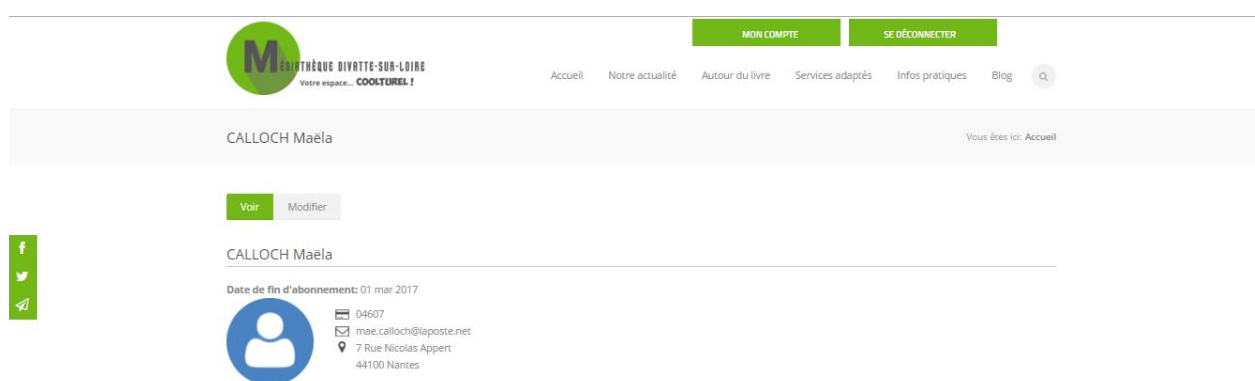 MON COMPTE SE DÉCONNECTER
MÉDIATHÈQUE DIVATTE-SUR-LOIRE
Votre espace... COOLTUREL !
Accueil Notre actualité Autour du livre Services adaptés Infos pratiques Blog
CALLOCH Maëla Vous êtes ici: Accueil
Voir Modifier
CALLOCH Maëla
Date de fin d'abonnement: 01 mar 2017
04607
mae.calloch@laposte.net
7 Rue Nicolas Appert
44100 Nantes